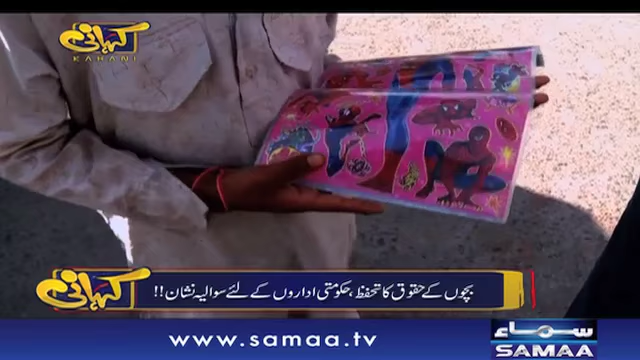 کہانی
KAHANI
کہانی
بچوں کے حقوق کا تحفظ، حکومتی اداروں کے لئے سوالیہ نشان!!
کہانی
www.samaa.tv
سماء
SAMAA